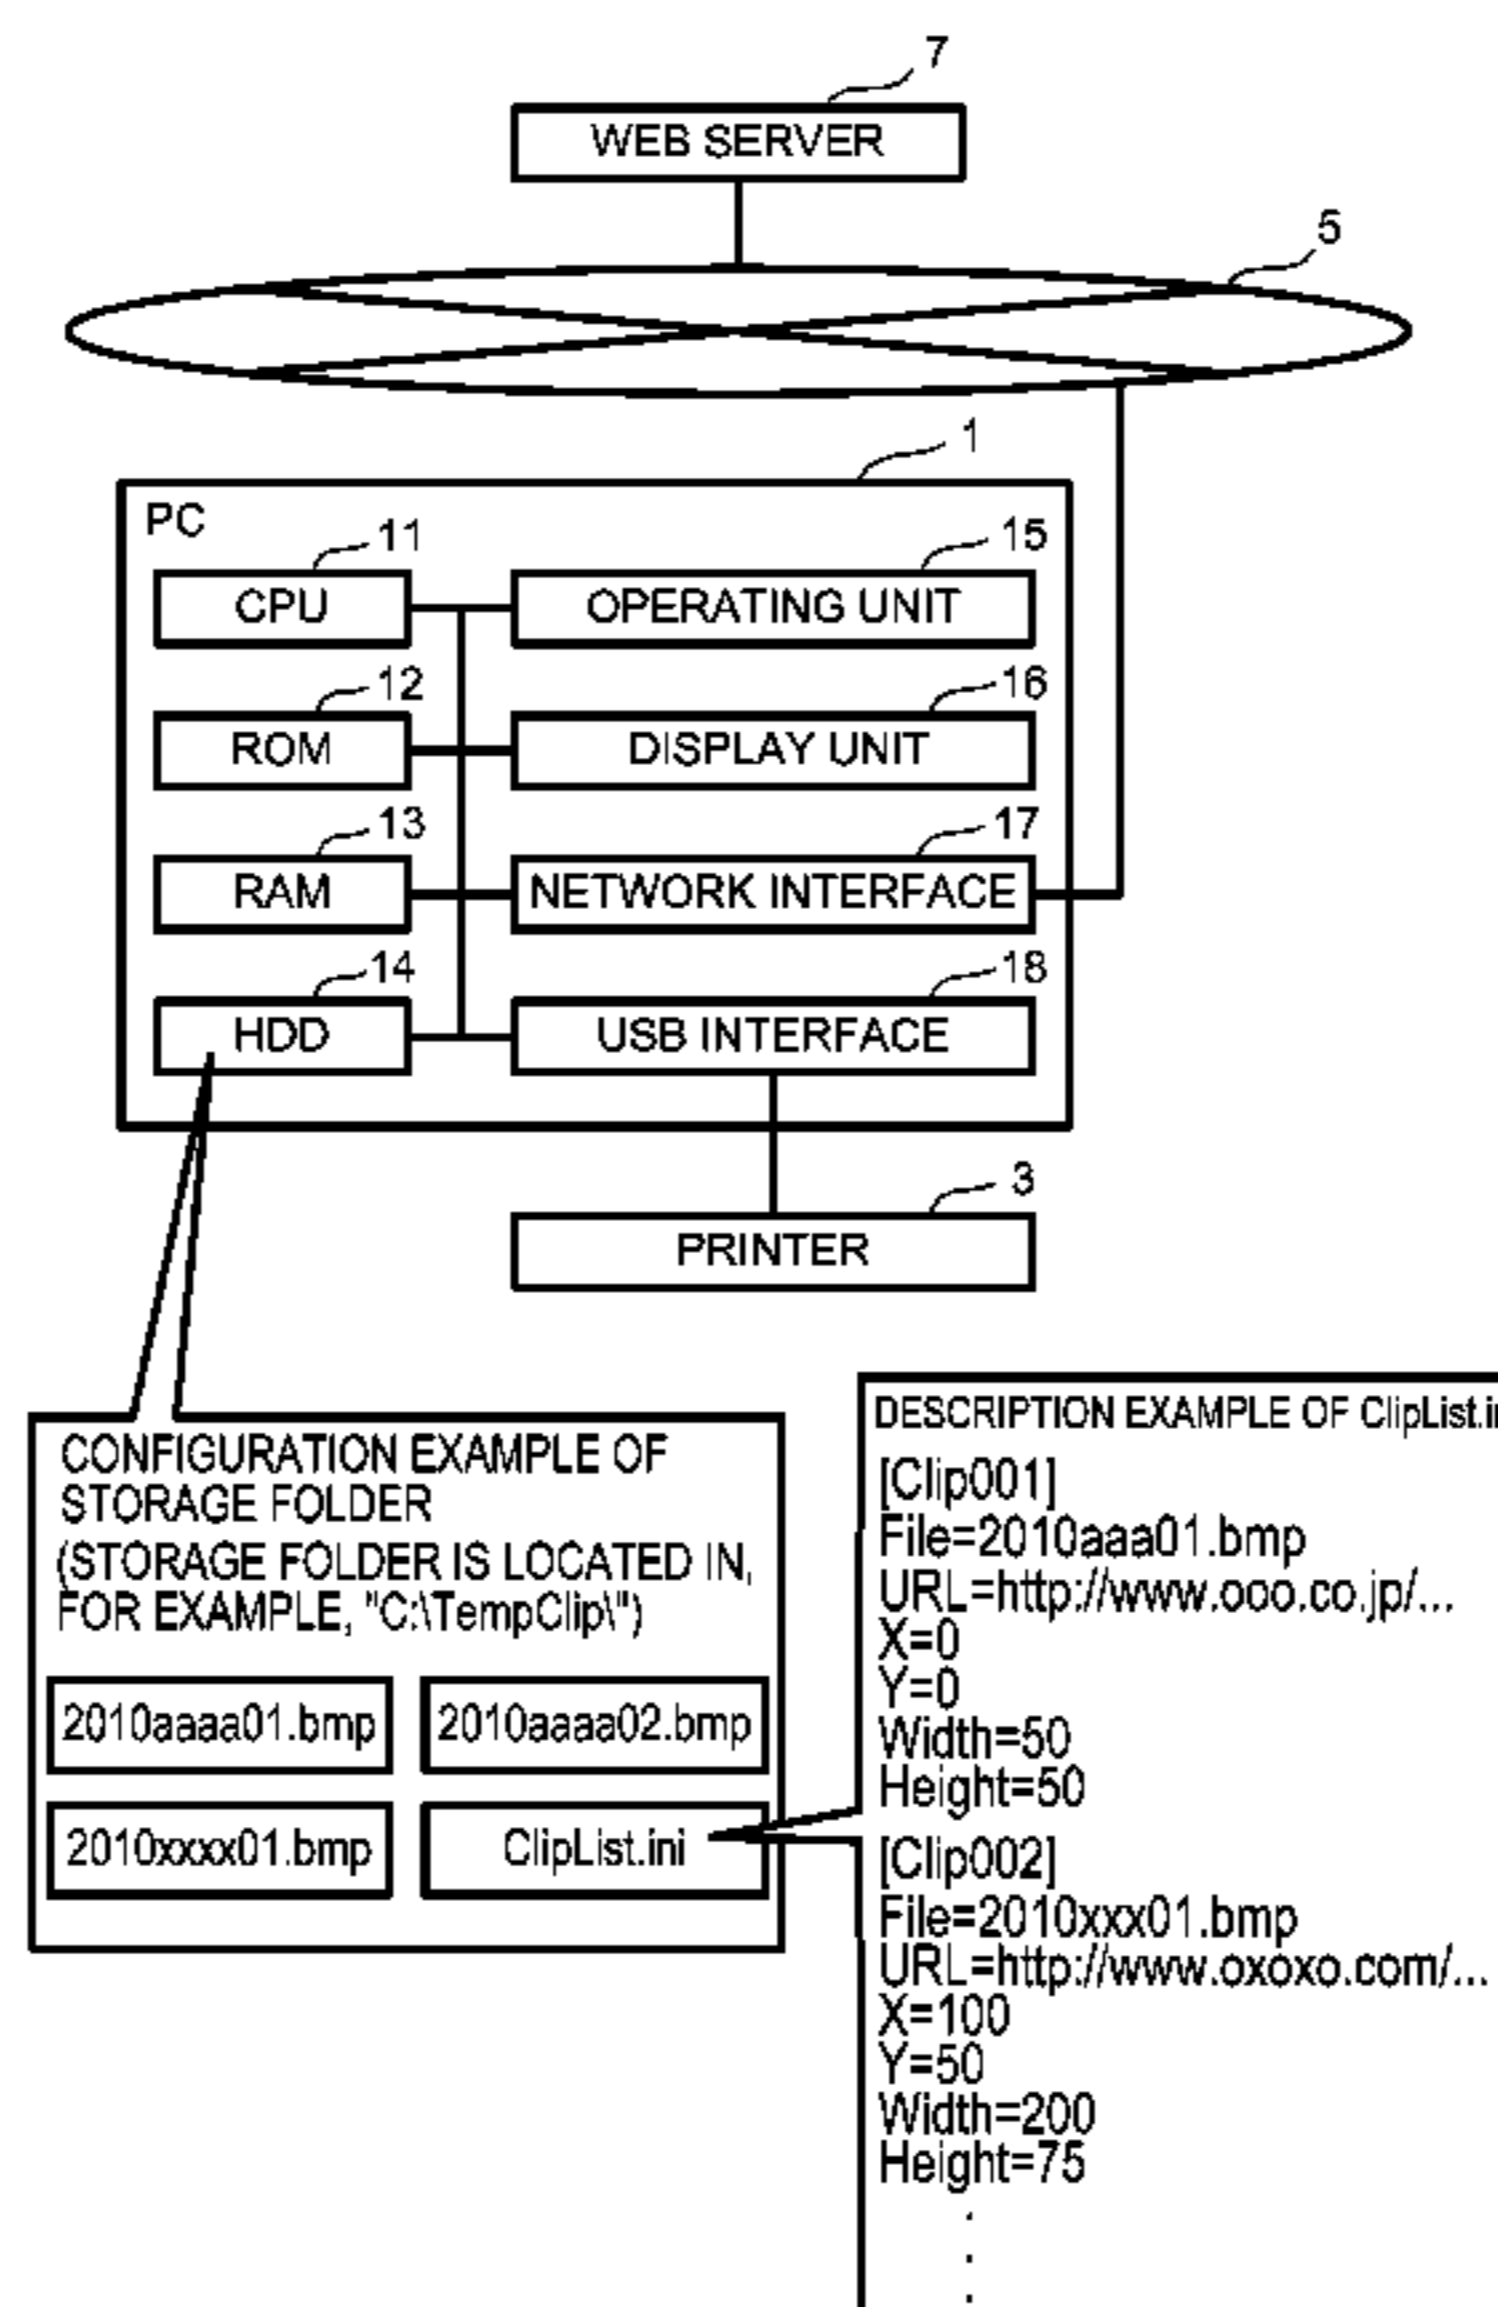 7
WEB SERVER
5
1
PC
11
15
CPU
OPERATING UNIT
12
16
ROM
DISPLAY UNIT
13
17
RAM
NETWORK INTERFACE
14
18
HDD
USB INTERFACE
3
PRINTER
CONFIGURATION EXAMPLE OF
STORAGE FOLDER
(STORAGE FOLDER IS LOCATED IN,
FOR EXAMPLE, "C:\TempClip\")
2010aaaa01.bmp
2010aaaa02.bmp
2010xxxx01.bmp
ClipList.ini
DESCRIPTION EXAMPLE OF
[Clip001]
File=2010aaa01.bmp
URL=http://www.ooo.co.jp/...
X=0
Y=0
Width=50
Height=50
[Clip002]
File=2010xxx01.bmp
URL=http://www.oxoxo.com/...
X=100
Y=50
Width=200
Height=75
.
.
.